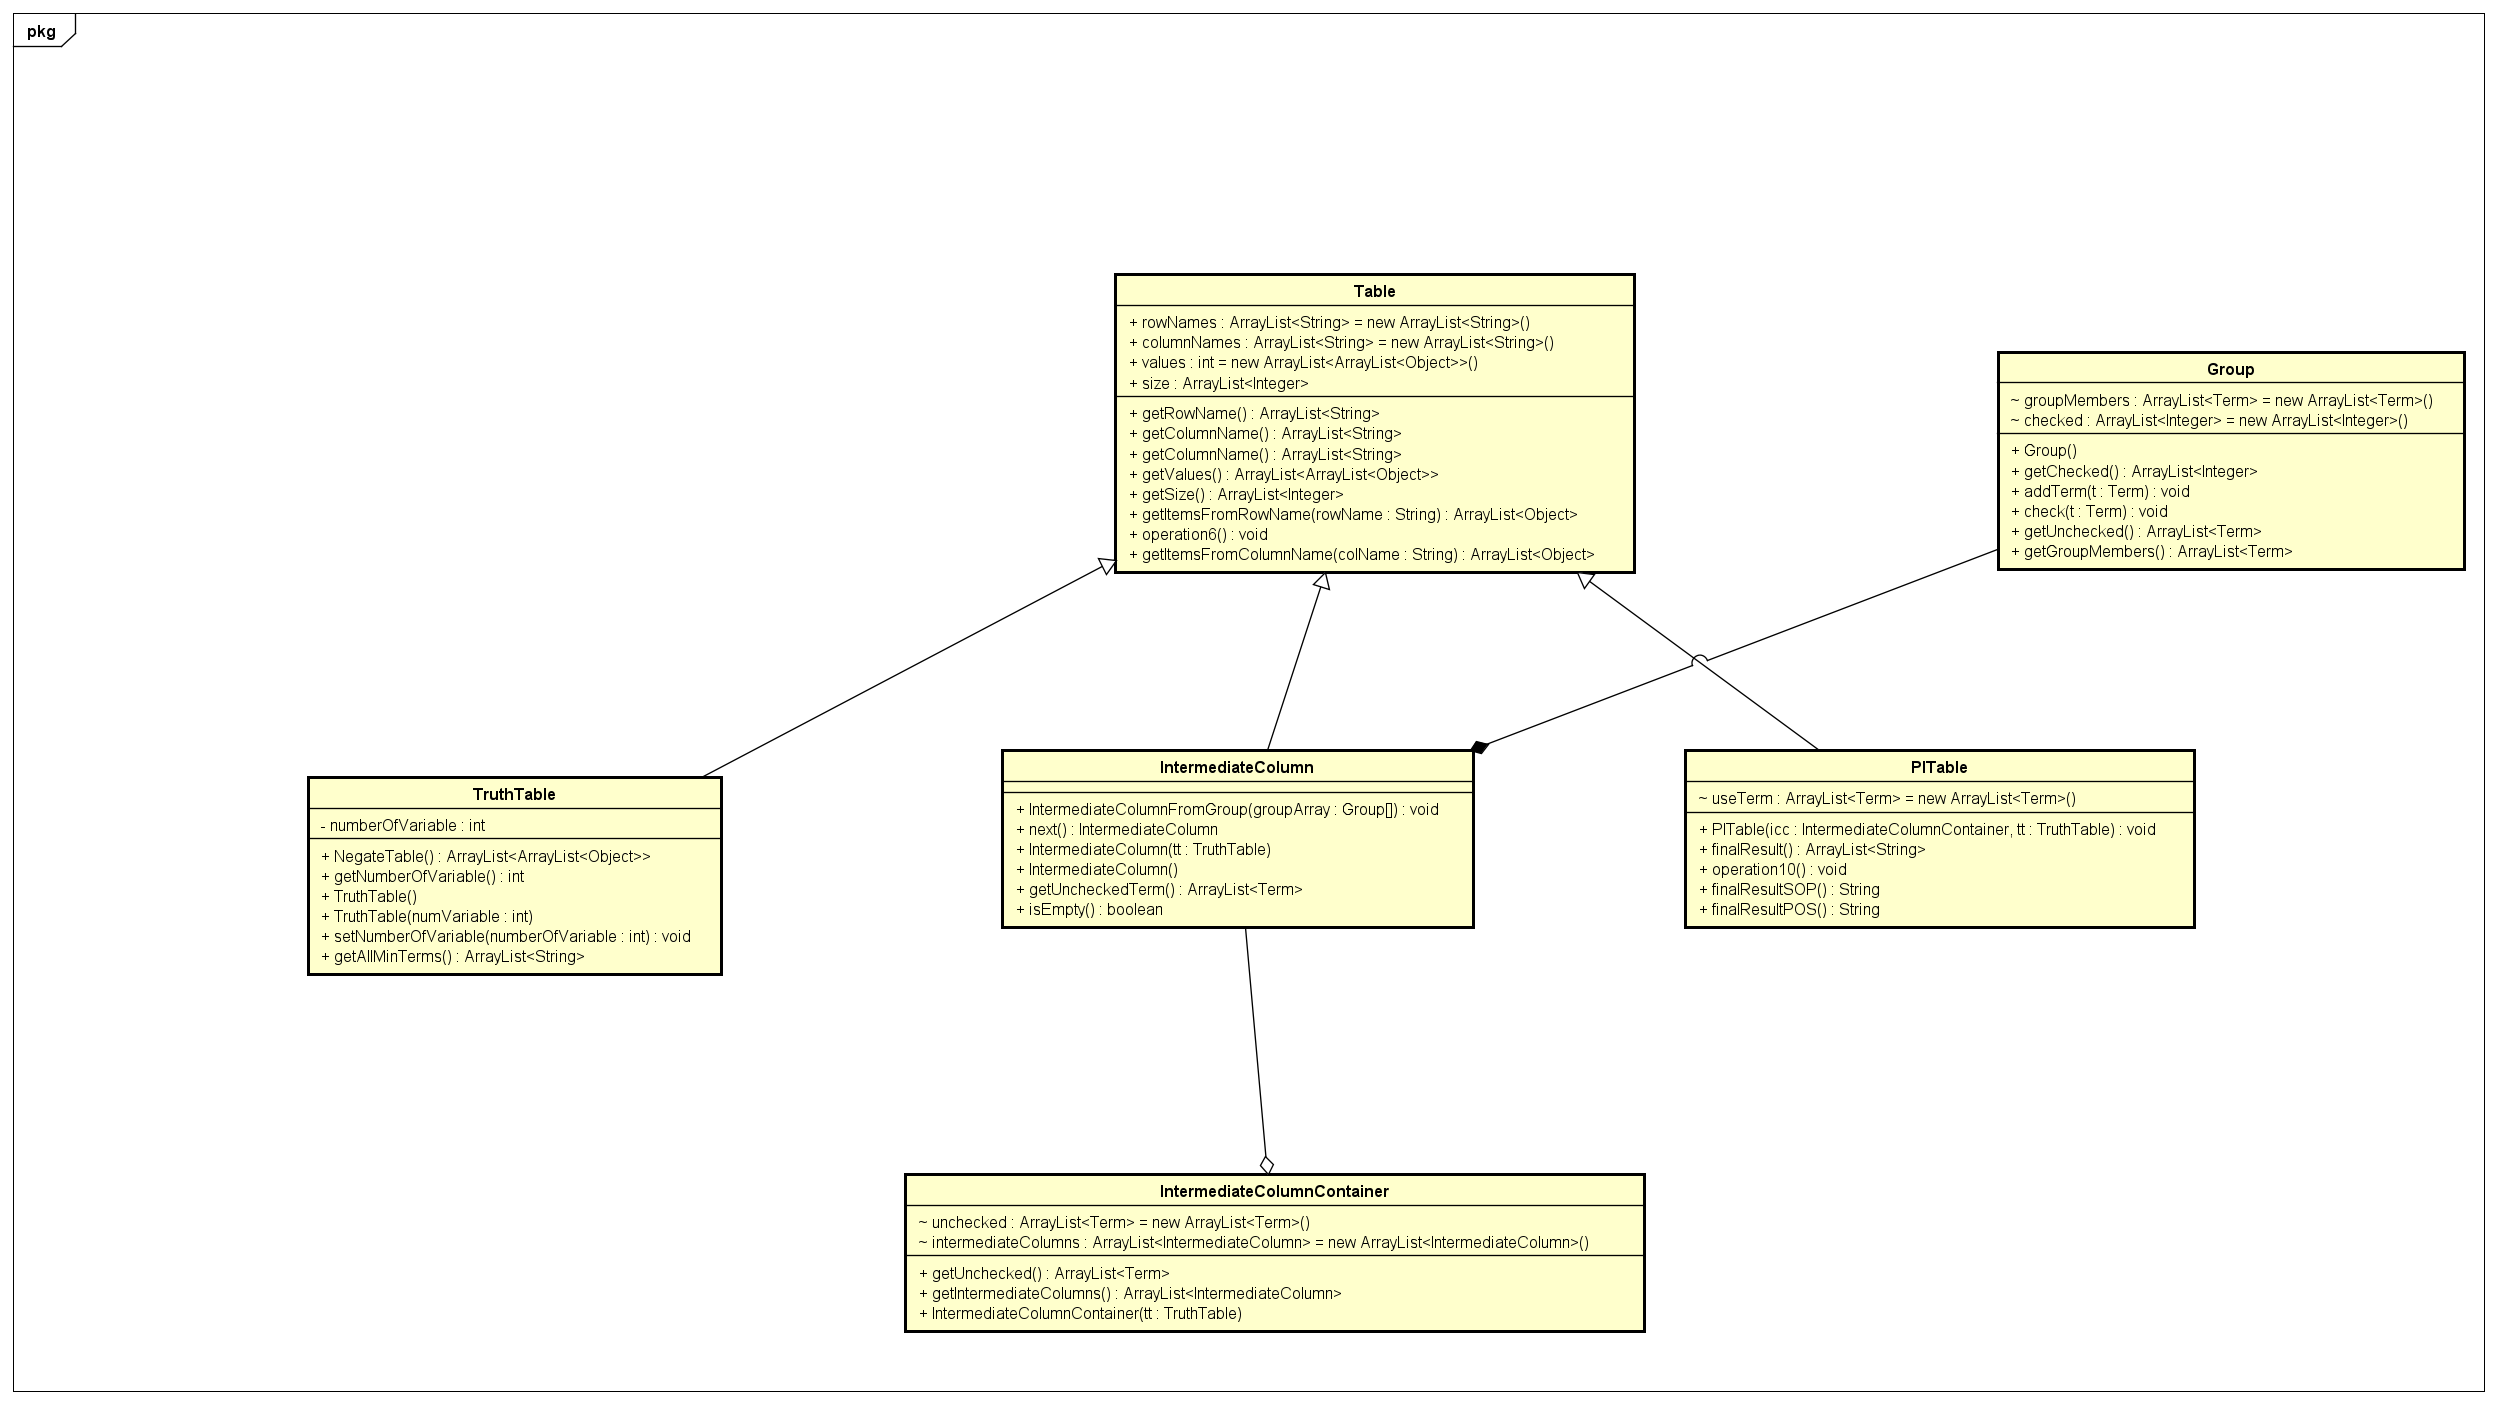 pkg
Table
+ rowNames : ArrayList<String> = new ArrayList<String>()
+ columnNames : ArrayList<String> = new ArrayList<String>()
+ values : int = new ArrayList<ArrayList<Object>>()
+ size : ArrayList<Integer>
+ getRowName() : ArrayList<String>
+ getColumnName() : ArrayList<String>
+ getColumnName() : ArrayList<String>
+ getValues() : ArrayList<ArrayList<Object>>
+ getSize() : ArrayList<Integer>
+ getItemsFromRowName(rowName : String) : ArrayList<Object>
+ operation6() : void
+ getItemsFromColumnName(colName : String) : ArrayList<Object>
Group
~ groupMembers : ArrayList<Term> = new ArrayList<Term>()
~ checked : ArrayList<Integer> = new ArrayList<Integer>()
+ Group()
+ getChecked() : ArrayList<Integer>
+ addTerm(t : Term) : void
+ check(t : Term) : void
+ getUnchecked() : ArrayList<Term>
+ getGroupMembers() : ArrayList<Term>
TruthTable
- numberOfVariable : int
+ NegateTable() : ArrayList<ArrayList<Object>>
+ getNumberOfVariable() : int
+ TruthTable()
+ TruthTable(numVariable : int)
+ setNumberOfVariable(numberOfVariable : int) : void
+ getAllMinTerms() : ArrayList<String>
IntermediateColumn
+ IntermediateColumnFromGroup(groupArray : Group[]) : void
+ next() : IntermediateColumn
+ IntermediateColumn(tt : TruthTable)
+ IntermediateColumn()
+ getUncheckedTerm() : ArrayList<Term>
+ isEmpty() : boolean
PITable
~ useTerm : ArrayList<Term> = new ArrayList<Term>()
+ PITable(icc : IntermediateColumnContainer, tt : TruthTable) : void
+ finalResult() : ArrayList<String>
+ operation10() : void
+ finalResultSOP() : String
+ finalResultPOS() : String
IntermediateColumnContainer
~ unchecked : ArrayList<Term> = new ArrayList<Term>()
~ intermediateColumns : ArrayList<IntermediateColumn> = new ArrayList<IntermediateColumn>()
+ getUnchecked() : ArrayList<Term>
+ getIntermediateColumns() : ArrayList<IntermediateColumn>
+ IntermediateColumnContainer(tt : TruthTable)